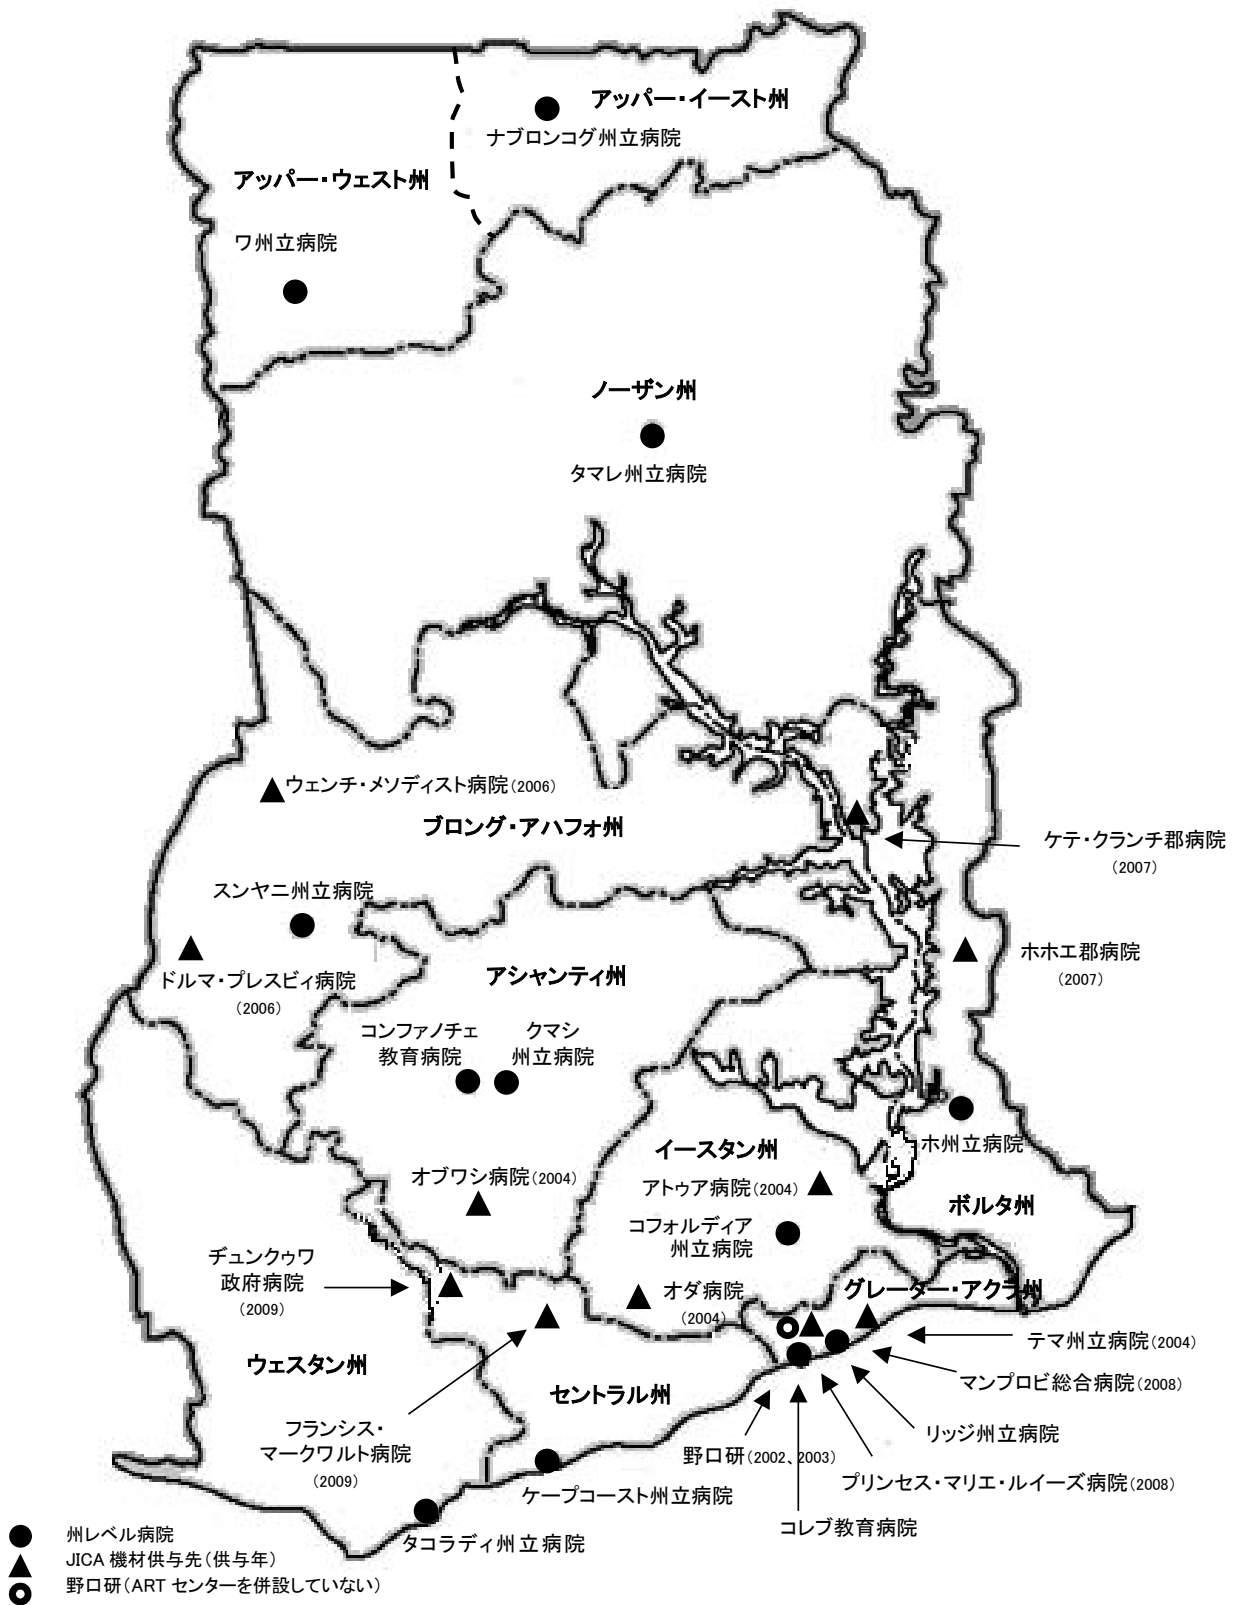 アッパー・イースト州
ナブロンコグ州立病院
アッパー・ウェスト州
ワ州立病院
ノーザン州
タマレ州立病院
ウェンチ・メソディスト病院(2006)
ブロング・アハフォ州
ケテ・クランチ郡病院
(2007)
スンヤニ州立病院
ドルマ・プレスビィ病院
(2006)
アシャンティ州
ホホエ郡病院
(2007)
コンファノチェ
教育病院
クマシ
州立病院
ホ州立病院
イースタン州
オブワシ病院(2004)
アトゥア病院(2004)
ボルタ州
コフォルディア
州立病院
ヂュンクゥワ
政府病院
(2009)
オダ病院
(2004)
グレーター・アクラ州
テマ州立病院(2004)
ウェスタン州
マンプロビ総合病院(2008)
セントラル州
フランシス・
マークワルト病院
(2009)
リッジ州立病院
野口研(2002、2003)
プリンセス・マリエ・ルイーズ病院(2008)
ケープコースト州立病院
コレブ教育病院
タコラディ州立病院
州レベル病院
JICA 機材供与先(供与年)
野口研(ART センターを併設していない)